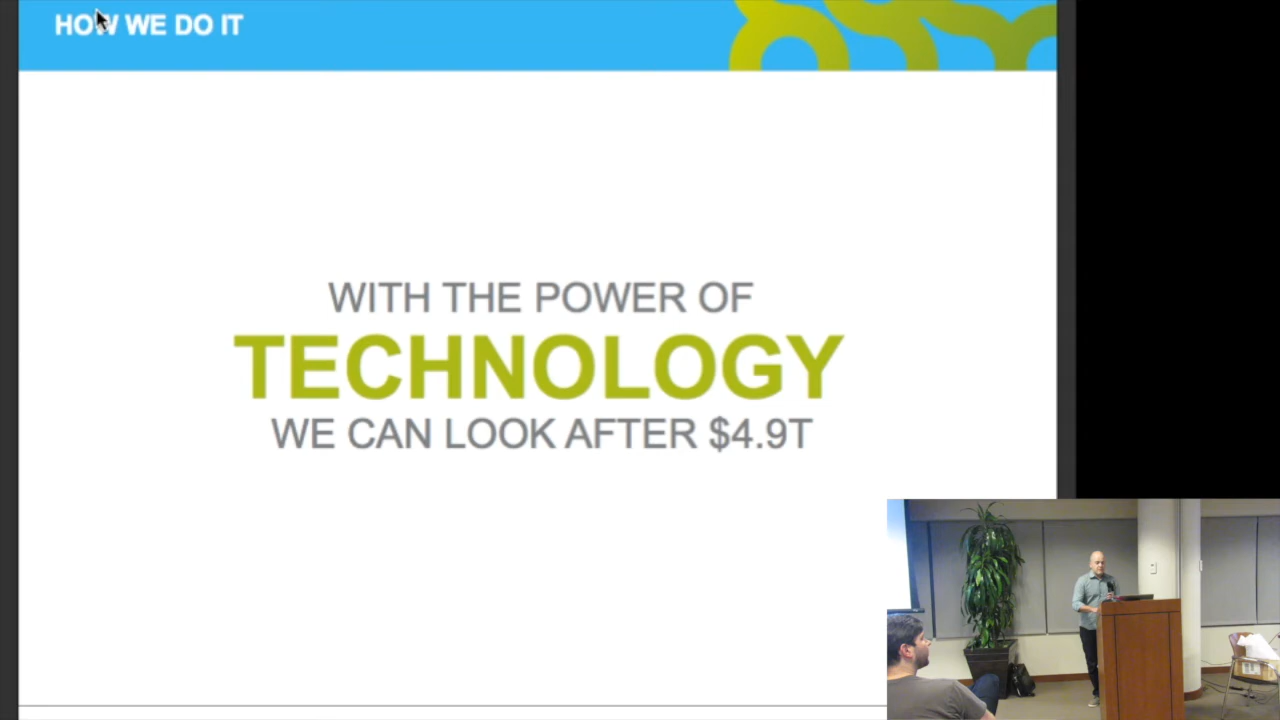 HOW WE DO IT
WITH THE POWER OF
TECHNOLOGY
WE CAN LOOK AFTER $4.9T